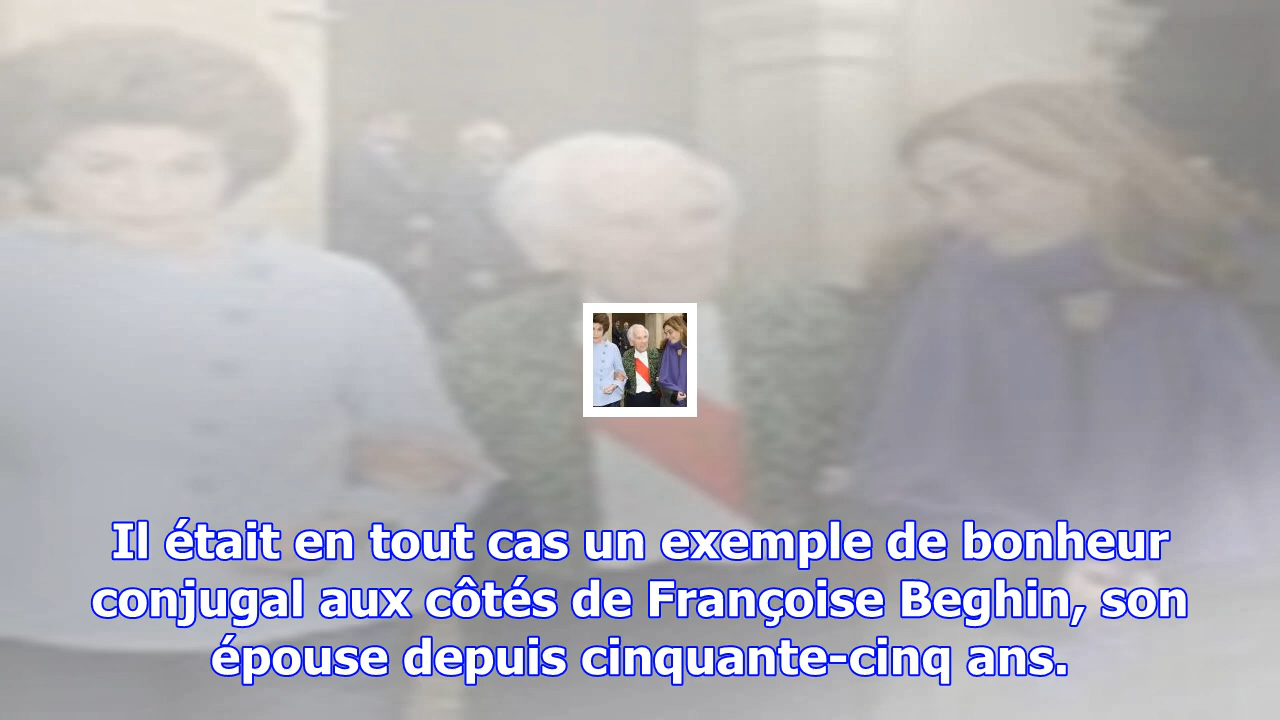 Il était en tout cas un exemple de bonheur
conjugal aux côtés de Françoise Beghin, son
épouse depuis cinquante-cinq ans.